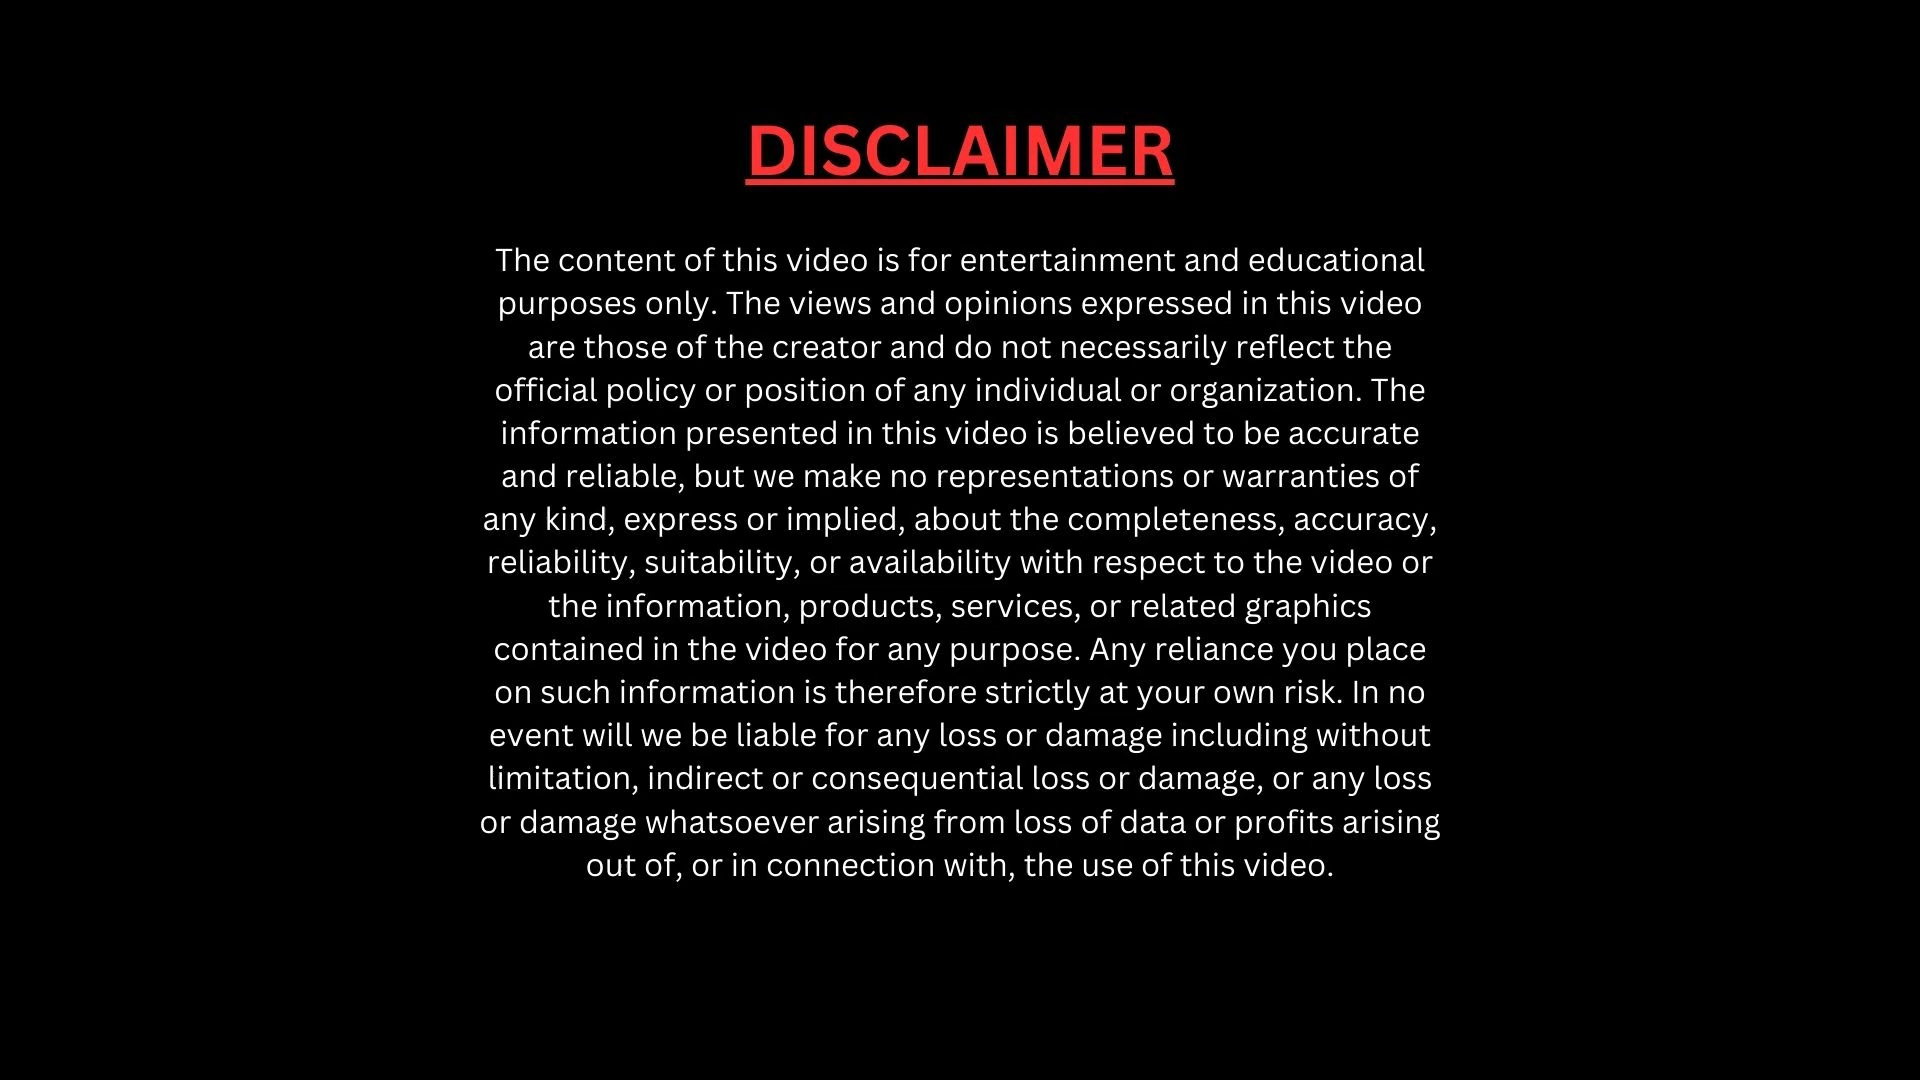 DISCLAIMER
The content of this video is for entertainment and educational
purposes only. The views and opinions expressed in this video
are those of the creator and do not necessarily reflect the
official policy or position of any individual or organization. The
information presented in this video is believed to be accurate
and reliable, but we make no representations or warranties of
any kind, express or implied, about the completeness, accuracy,
reliability, suitability, or availability with respect to the video or
the information, products, services, or related graphics
contained in the video for any purpose. Any reliance you place
on such information is therefore strictly at your own risk. In no
event will we be liable for any loss or damage including without
limitation, indirect or consequential loss or damage, or any loss
or damage whatsoever arising from loss of data or profits arising
out of, or in connection with, the use of this video.